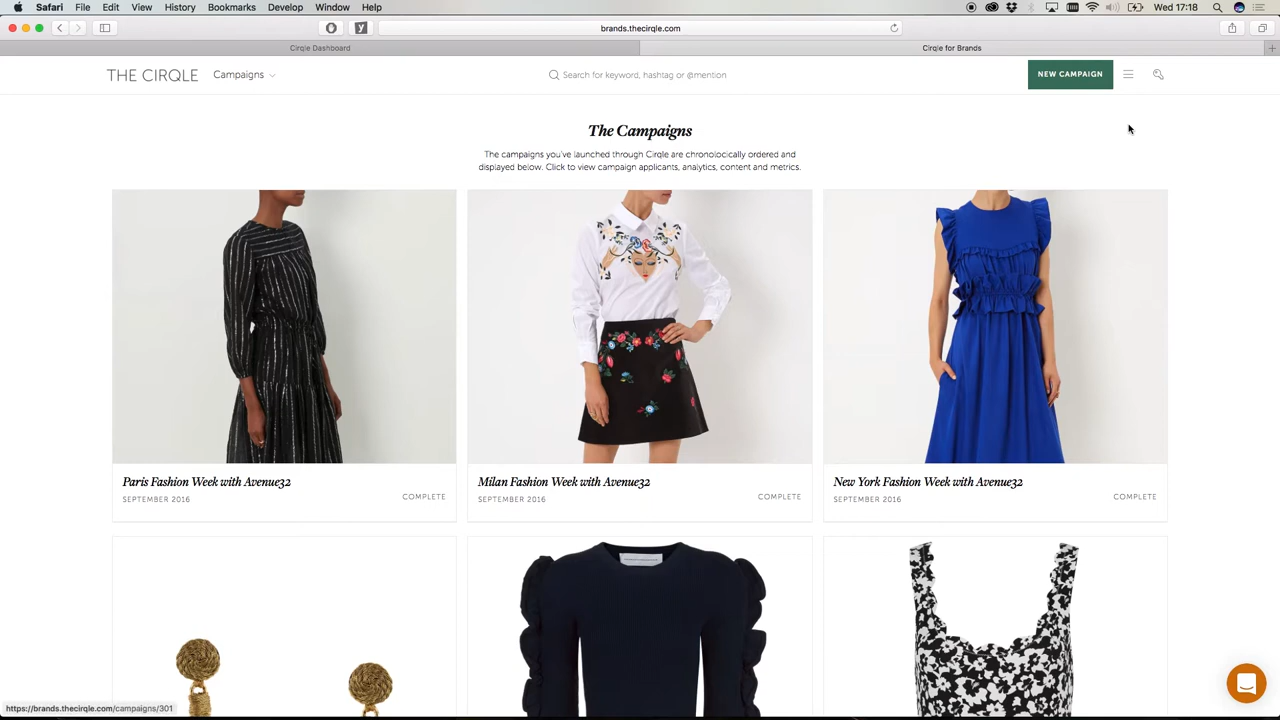 Safari File Edit View History Bookmarks Develop Window Help
Wed 17:18
brands.thecirqle.com
Cirqle Dashboard
Cirqle for Brands
THE CIRQLE Campaigns
Search for keyword, hashtag or @mention
NEW CAMPAIGN
The Campaigns
The campaigns you've launched through Cirqle are chronolocically ordered and
displayed below. Click to view campaign applicants, analytics, content and metrics.
Paris Fashion Week with Avenue32
SEPTEMBER 2016
COMPLETE
Milan Fashion Week with Avenue32
SEPTEMBER 2016
COMPLETE
New York Fashion Week with Avenue32
SEPTEMBER 2016
COMPLETE
https://brands.thecirqle.com/campaigns/301